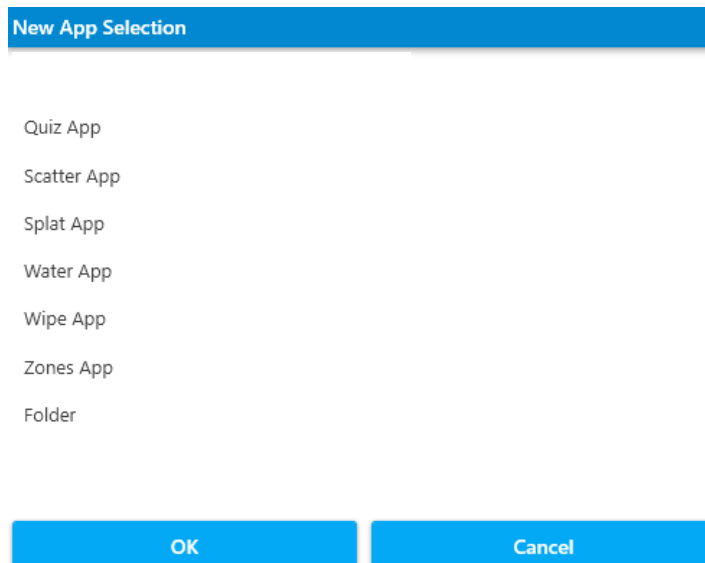 New App Selection
Quiz App
Scatter App
Splat App
Water App
Wipe App
Zones App
Folder
OK Cancel